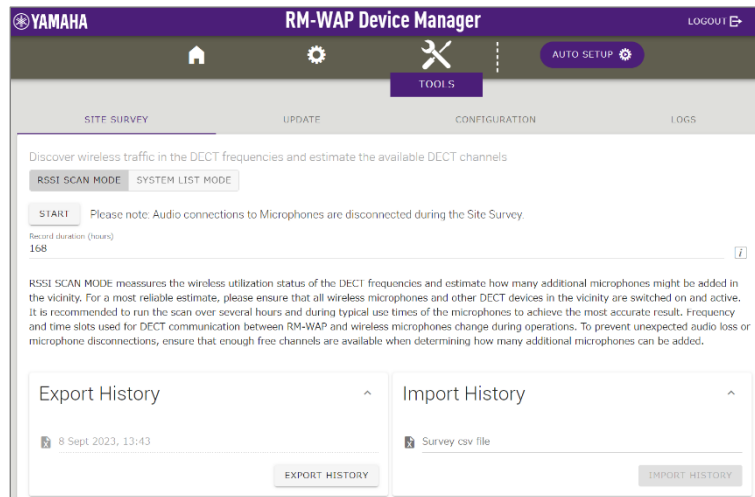 YAMAHA
RM-WAP Device Manager
LOGOUT
AUTO SETUP
TOOLS
SITE SURVEY
UPDATE
CONFIGURATION
LOGS
Discover wireless traffic in the DECT frequencies and estimate the available DECT channels
RSSI SCAN MODE
SYSTEM LIST MODE
START
Please note: Audio connections to Microphones are disconnected during the Site Survey.
Record duration (hours)
168
i
RSSI SCAN MODE meassures the wireless utilization status of the DECT frequencies and estimate how many additional microphones might be added in
the vicinity. For a most reliable estimate, please ensure that all wireless microphones and other DECT devices in the vicinity are switched on and active.
It is recommended to run the scan over several hours and during typical use times of the microphones to achieve the most accurate result. Frequency
and time slots used for DECT communication between RM-WAP and wireless microphones change during operations. To prevent unexpected audio loss or
microphone disconnections, ensure that enough free channels are available when determining how many additional microphones can be added.
Export History
Import History
8 Sept 2023, 13:43
Survey csv file
EXPORT HISTORY
IMPORT HISTORY